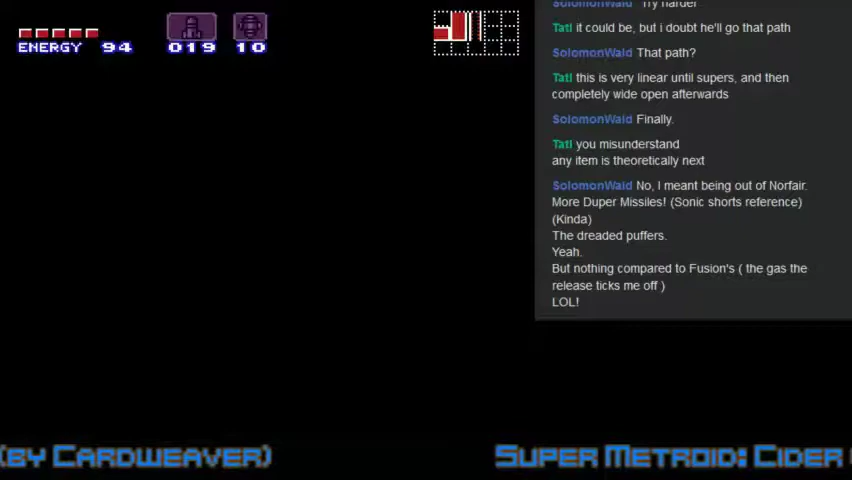 ENERGY 94
019 10
SolomonWald Try harder
Tatl it could be, but i doubt he'll go that path
SolomonWald That path?
Tatl this is very linear until supers, and then
completely wide open afterwards
SolomonWald Finally.
Tatl you misunderstand
any item is theoretically next
SolomonWald No, I meant being out of Norfair.
More Duper Missiles! (Sonic shorts reference)
(Kinda)
The dreaded puffers.
Yeah.
But nothing compared to Fusion's ( the gas the
release ticks me off )
LOL!
(by Cardweaver) Super Metroid: Cider